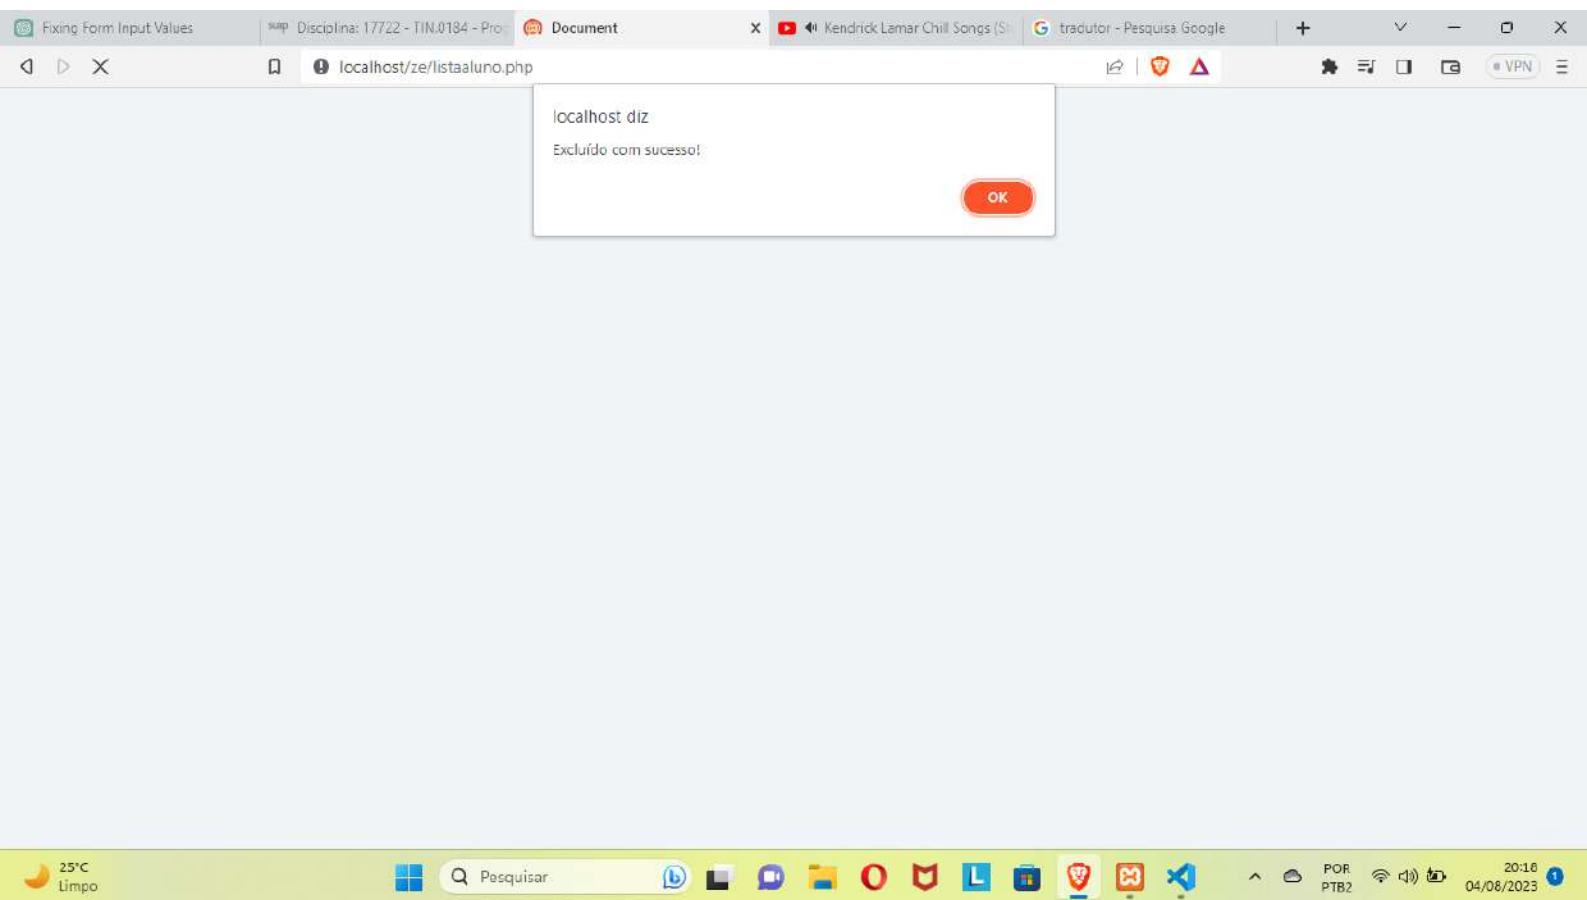 Fixing Form Input Values
suap Disciplina: 17722 - TIN.0184 - Pro
Document
Kendrick Lamar Chill Songs (S
tradutor - Pesquisa Google
localhost/ze/listaaluno.php
VPN
localhost diz
Excluído com sucesso!
OK
25°C
Limpo
Pesquisar
POR
PTB2
20:16
04/08/2023
1